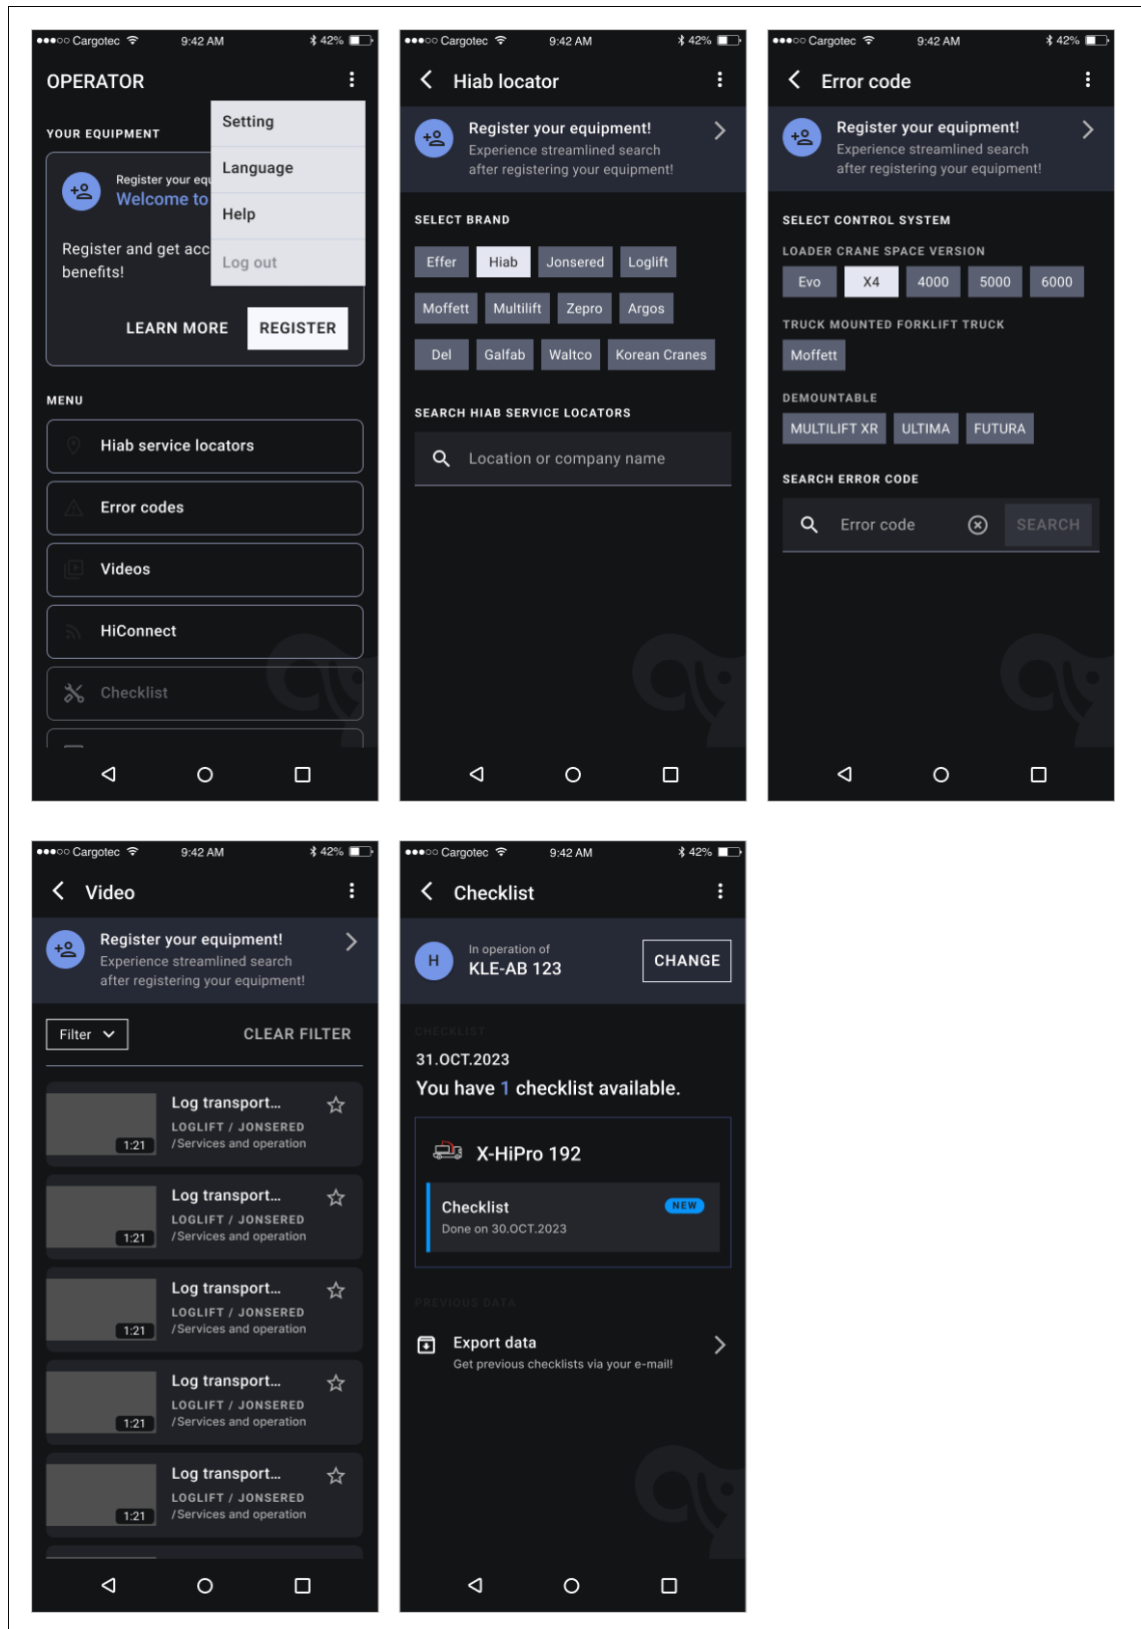 Cargotec 9:42 AM 42%
OPERATOR
Setting
Language
Help
Log out
YOUR EQUIPMENT
Register your equ
Welcome to
Register and get acc
benefits!
LEARN MORE REGISTER
MENU
Hiab service locators
Error codes
Videos
HiConnect
Checklist
Cargotec 9:42 AM 42%
Hiab locator
Register your equipment!
Experience streamlined search
after registering your equipment!
SELECT BRAND
Effer Hiab Jonsered Loglift
Moffett Multilift Zepro Argos
Del Galfab Waltco Korean Cranes
SEARCH HIAB SERVICE LOCATORS
Location or company name
Cargotec 9:42 AM 42%
Error code
Register your equipment!
Experience streamlined search
after registering your equipment!
SELECT CONTROL SYSTEM
LOADER CRANE SPACE VERSION
Evo X4 4000 5000 6000
TRUCK MOUNTED FORKLIFT TRUCK
Moffett
DEMOUNTABLE
MULTILIFT XR ULTIMA FUTURA
SEARCH ERROR CODE
Error code SEARCH
Cargotec 9:42 AM 42%
Video
Register your equipment!
Experience streamlined search
after registering your equipment!
Filter CLEAR FILTER
Log transport...
LOGLIFT / JONSERED
1:21 /Services and operation
Log transport...
LOGLIFT / JONSERED
1:21 /Services and operation
Log transport...
LOGLIFT / JONSERED
1:21 /Services and operation
Log transport...
LOGLIFT / JONSERED
1:21 /Services and operation
Log transport...
LOGLIFT / JONSERED
1:21 /Services and operation
Cargotec 9:42 AM 42%
Checklist
H
In operation of
KLE-AB 123
CHANGE
CHECKLIST
31.OCT.2023
You have 1 checklist available.
X-HiPro 192
Checklist NEW
Done on 30.OCT.2023
PREVIOUS DATA
Export data
Get previous checklists via your e-mail!